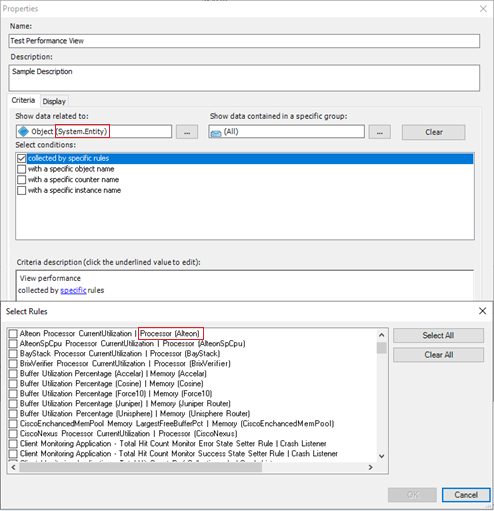 Properties
Name:
Test Performance View
Description:
Sample Description
Criteria Display
Show data related to: Show data contained in a specific group:
Object (System.Entity) ... (All) ... Clear
Select conditions:
collected by specific rules
with a specific object name
with a specific counter name
with a specific instance name
Criteria description (click the underlined value to edit):
View performance
collected by specific rules
Select Rules
Alteon Processor CurrentUtilization | Processor (Alteon) Select All
AlteonSpCpu Processor CurrentUtilization | Processor (AlteonSpCpu)
BayStack Processor CurrentUtilization | Processor (BayStack) Clear All
BrixVerifier Processor CurrentUtilization | Processor (BrixVerifier)
Buffer Utilization Percentage (Accelar) | Memory (Accelar)
Buffer Utilization Percentage (Cosine) | Memory (Cosine)
Buffer Utilization Percentage (Force10) | Memory (Force10)
Buffer Utilization Percentage (Juniper) | Memory (Juniper Router)
Buffer Utilization Percentage (Unisphere) | Memory (Unisphere Router)
CiscoEnchancedMemPool Memory LargestFreeBufferPct | Memory (CiscoEnchancedMemPool)
CiscoNexus Processor CurrentUtilization | Processor (CiscoNexus)
Client Monitoring Application - Total Hit Count Monitor Error State Setter Rule | Crash Listener
Client Monitoring Application - Total Hit Count Monitor Success State Setter Rule | Crash Listener
OK Cancel